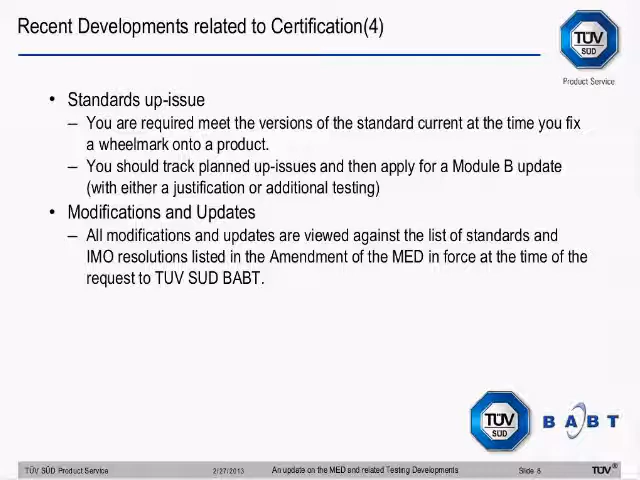 Recent Developments related to Certification(4)
TÜV
SÜD
Product Service
• Standards up-issue
– You are required meet the versions of the standard current at the time you fix
a wheelmark onto a product.
– You should track planned up-issues and then apply for a Module B update
(with either a justification or additional testing)
• Modifications and Updates
– All modifications and updates are viewed against the list of standards and
IMO resolutions listed in the Amendment of the MED in force at the time of the
request to TUV SUD BABT.
TÜV
SÜD
BABT
TÜV SÜD Product Service 2/27/2013 An update on the MED and related Testing Developments Slide 6 TÜV®